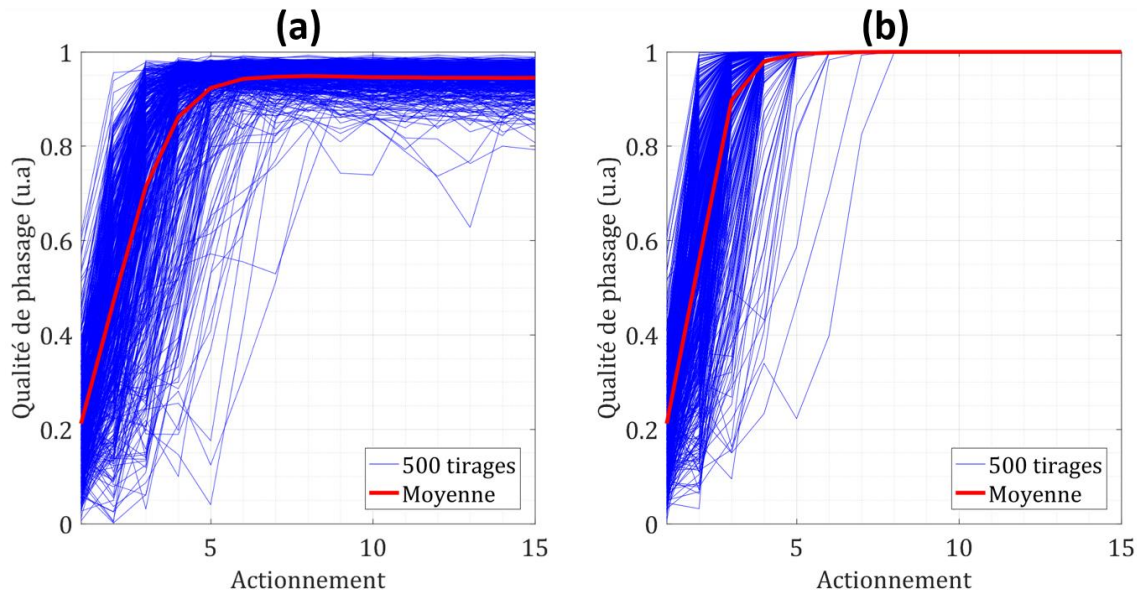 (a)
1
0.8
0.6
0.4
0.2
0
Qualité de phasage (u.a)
500 tirages
Moyenne
5
10
15
Actionnement
(b)
1
0.8
0.6
0.4
0.2
0
Qualité de phasage (u.a)
500 tirages
Moyenne
5
10
15
Actionnement